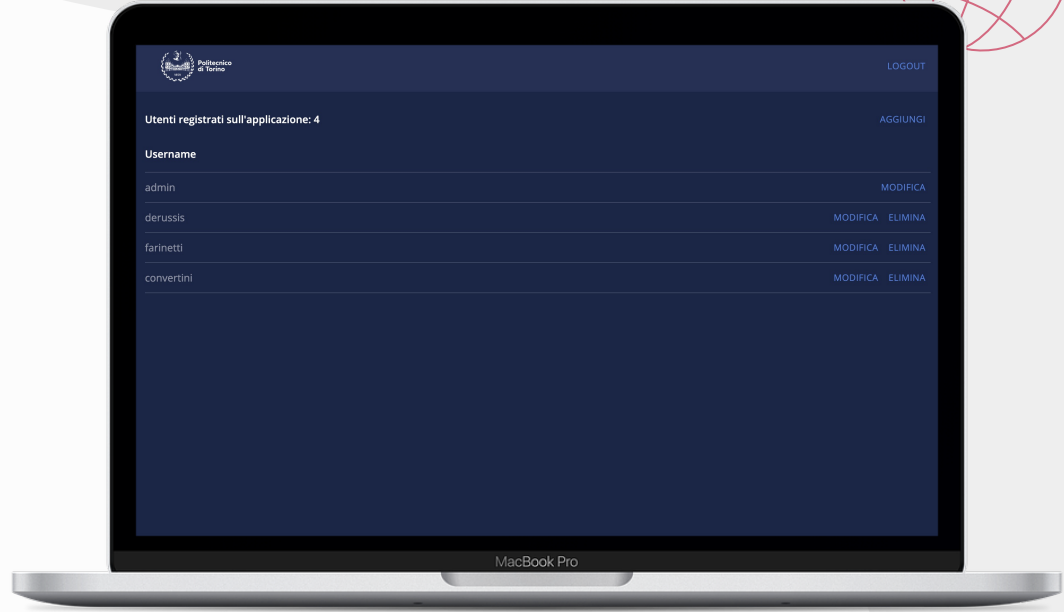 Politecnico
di Torino
LOGOUT
Utenti registrati sull'applicazione: 4
AGGIUNGI
Username
admin
MODIFICA
derussis
MODIFICA ELIMINA
farinetti
MODIFICA ELIMINA
convertini
MODIFICA ELIMINA
MacBook Pro